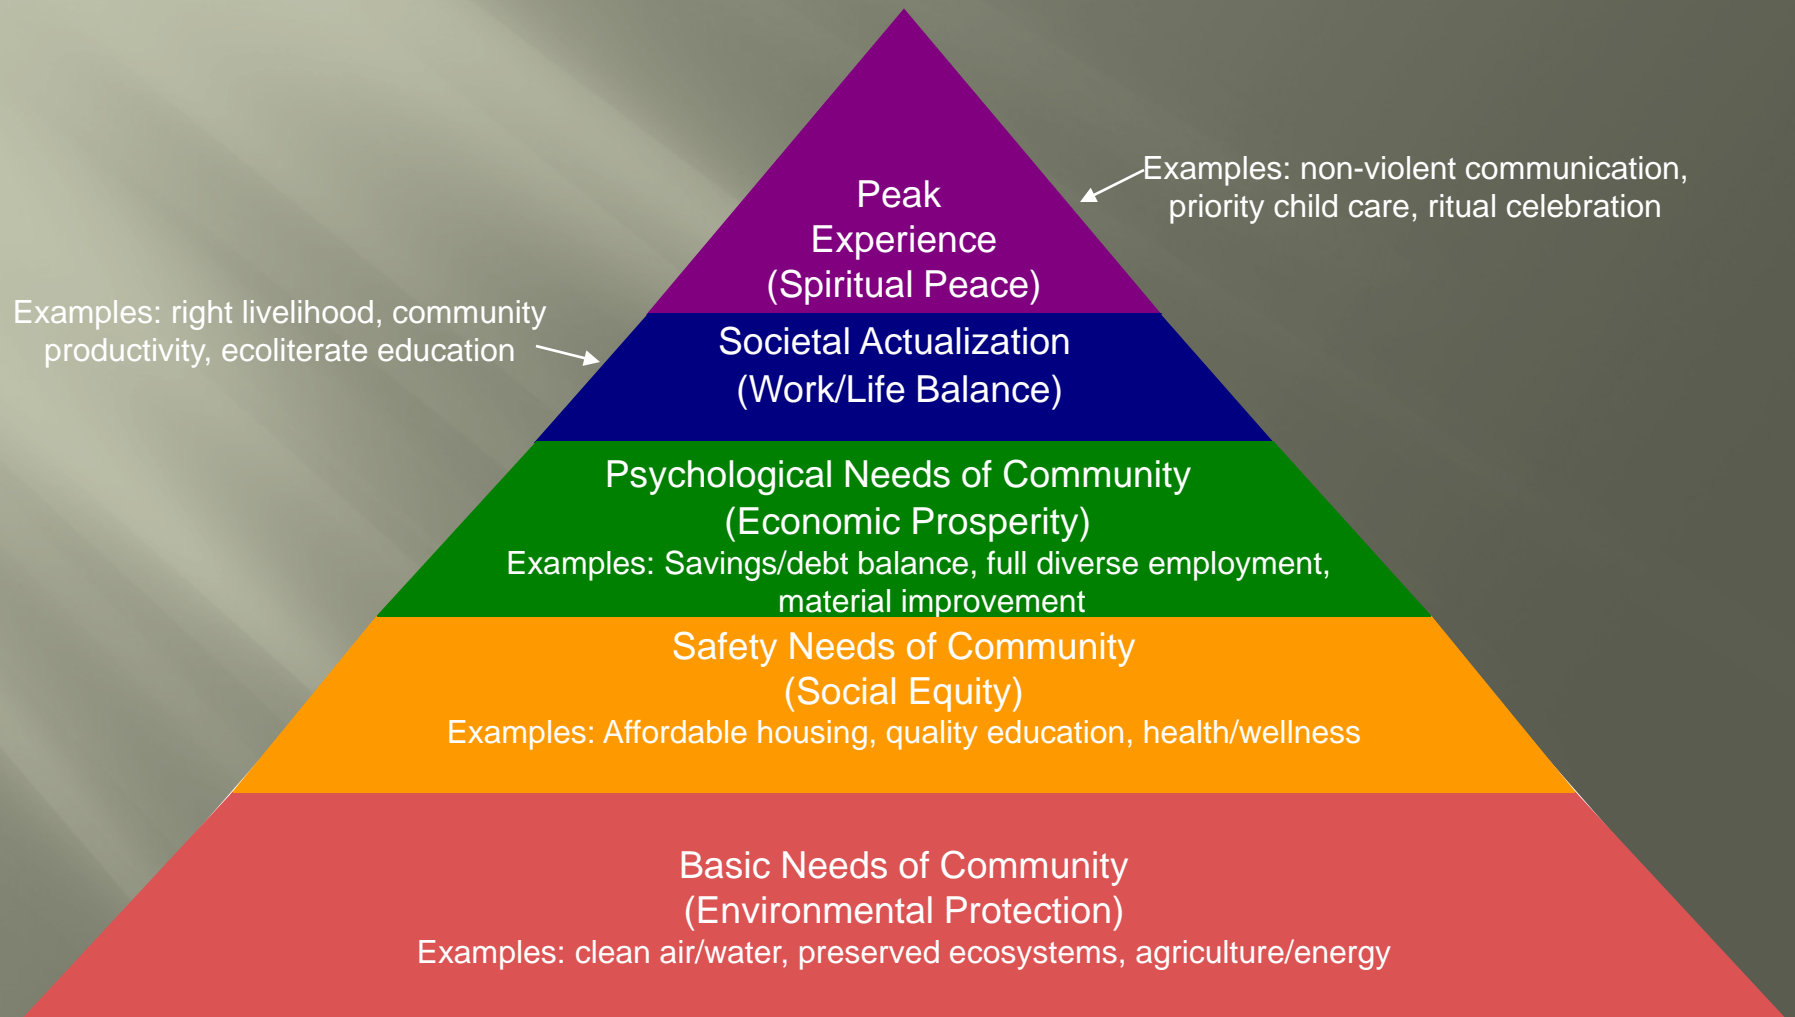 Peak
Experience
(Spiritual Peace)
Examples: non-violent communication,
priority child care, ritual celebration
Societal Actualization
(Work/Life Balance)
Examples: right livelihood, community
productivity, ecoliterate education
Psychological Needs of Community
(Economic Prosperity)
Examples: Savings/debt balance, full diverse employment,
material improvement
Safety Needs of Community
(Social Equity)
Examples: Affordable housing, quality education, health/wellness
Basic Needs of Community
(Environmental Protection)
Examples: clean air/water, preserved ecosystems, agriculture/energy